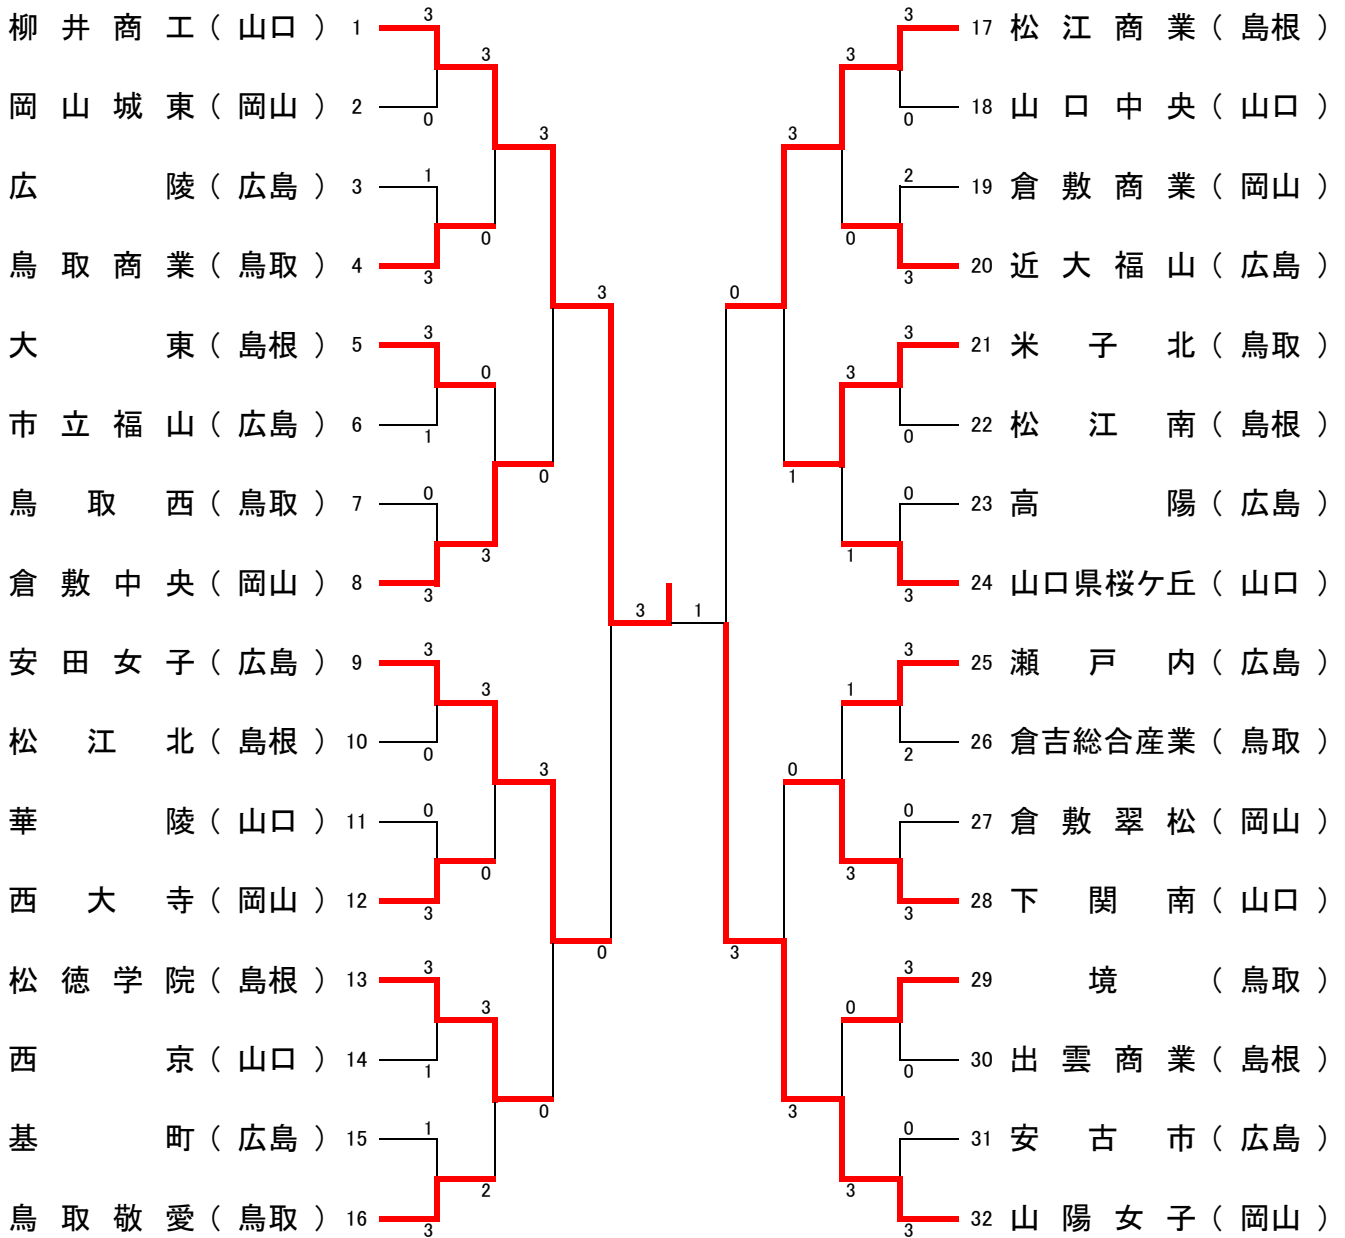 柳井商工(山口) 1
岡山城東(岡山) 2
広陵(広島) 3
鳥取商業(鳥取) 4
大東(島根) 5
市立福山(広島) 6
鳥取西(鳥取) 7
倉敷中央(岡山) 8
安田女子(広島) 9
松江北(島根) 10
華陵(山口) 11
西大寺(岡山) 12
松徳学院(島根) 13
西京(山口) 14
基町(広島) 15
鳥取敬愛(鳥取) 16
3
0
1
3
3
1
0
3
3
0
0
3
3
1
1
3
3
0
0
3
3
0
3
2
3
0
3
0
3
0
3
1
0
3
3
1
0
3
3
0
1
3
0
3
3
0
3
1
1
3
0
3
3
0
2
3
3
0
0
3
3
2
0
3
3
0
0
3
17 松江商業(島根)
18 山口中央(山口)
19 倉敷商業(岡山)
20 近大福山(広島)
21 米子北(鳥取)
22 松江南(島根)
23 高陽(広島)
24 山口県桜ケ丘(山口)
25 瀬戸内(広島)
26 倉吉総合産業(鳥取)
27 倉敷翠松(岡山)
28 下関南(山口)
29 境(鳥取)
30 出雲商業(島根)
31 安古市(広島)
32 山陽女子(岡山)